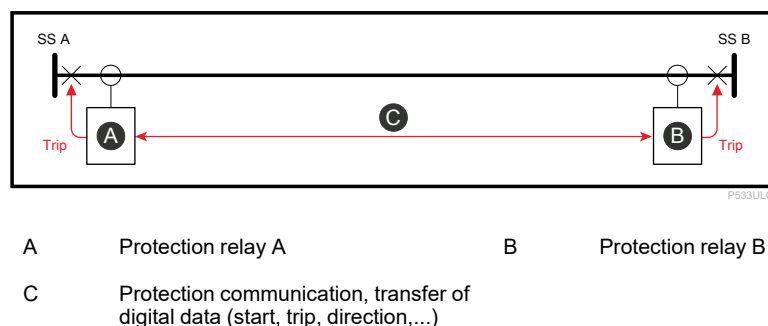 SS A
SS B
C
A
B
Trip
Trip
A Protection relay A B Protection relay B
C Protection communication, transfer of
digital data (start, trip, direction,...)